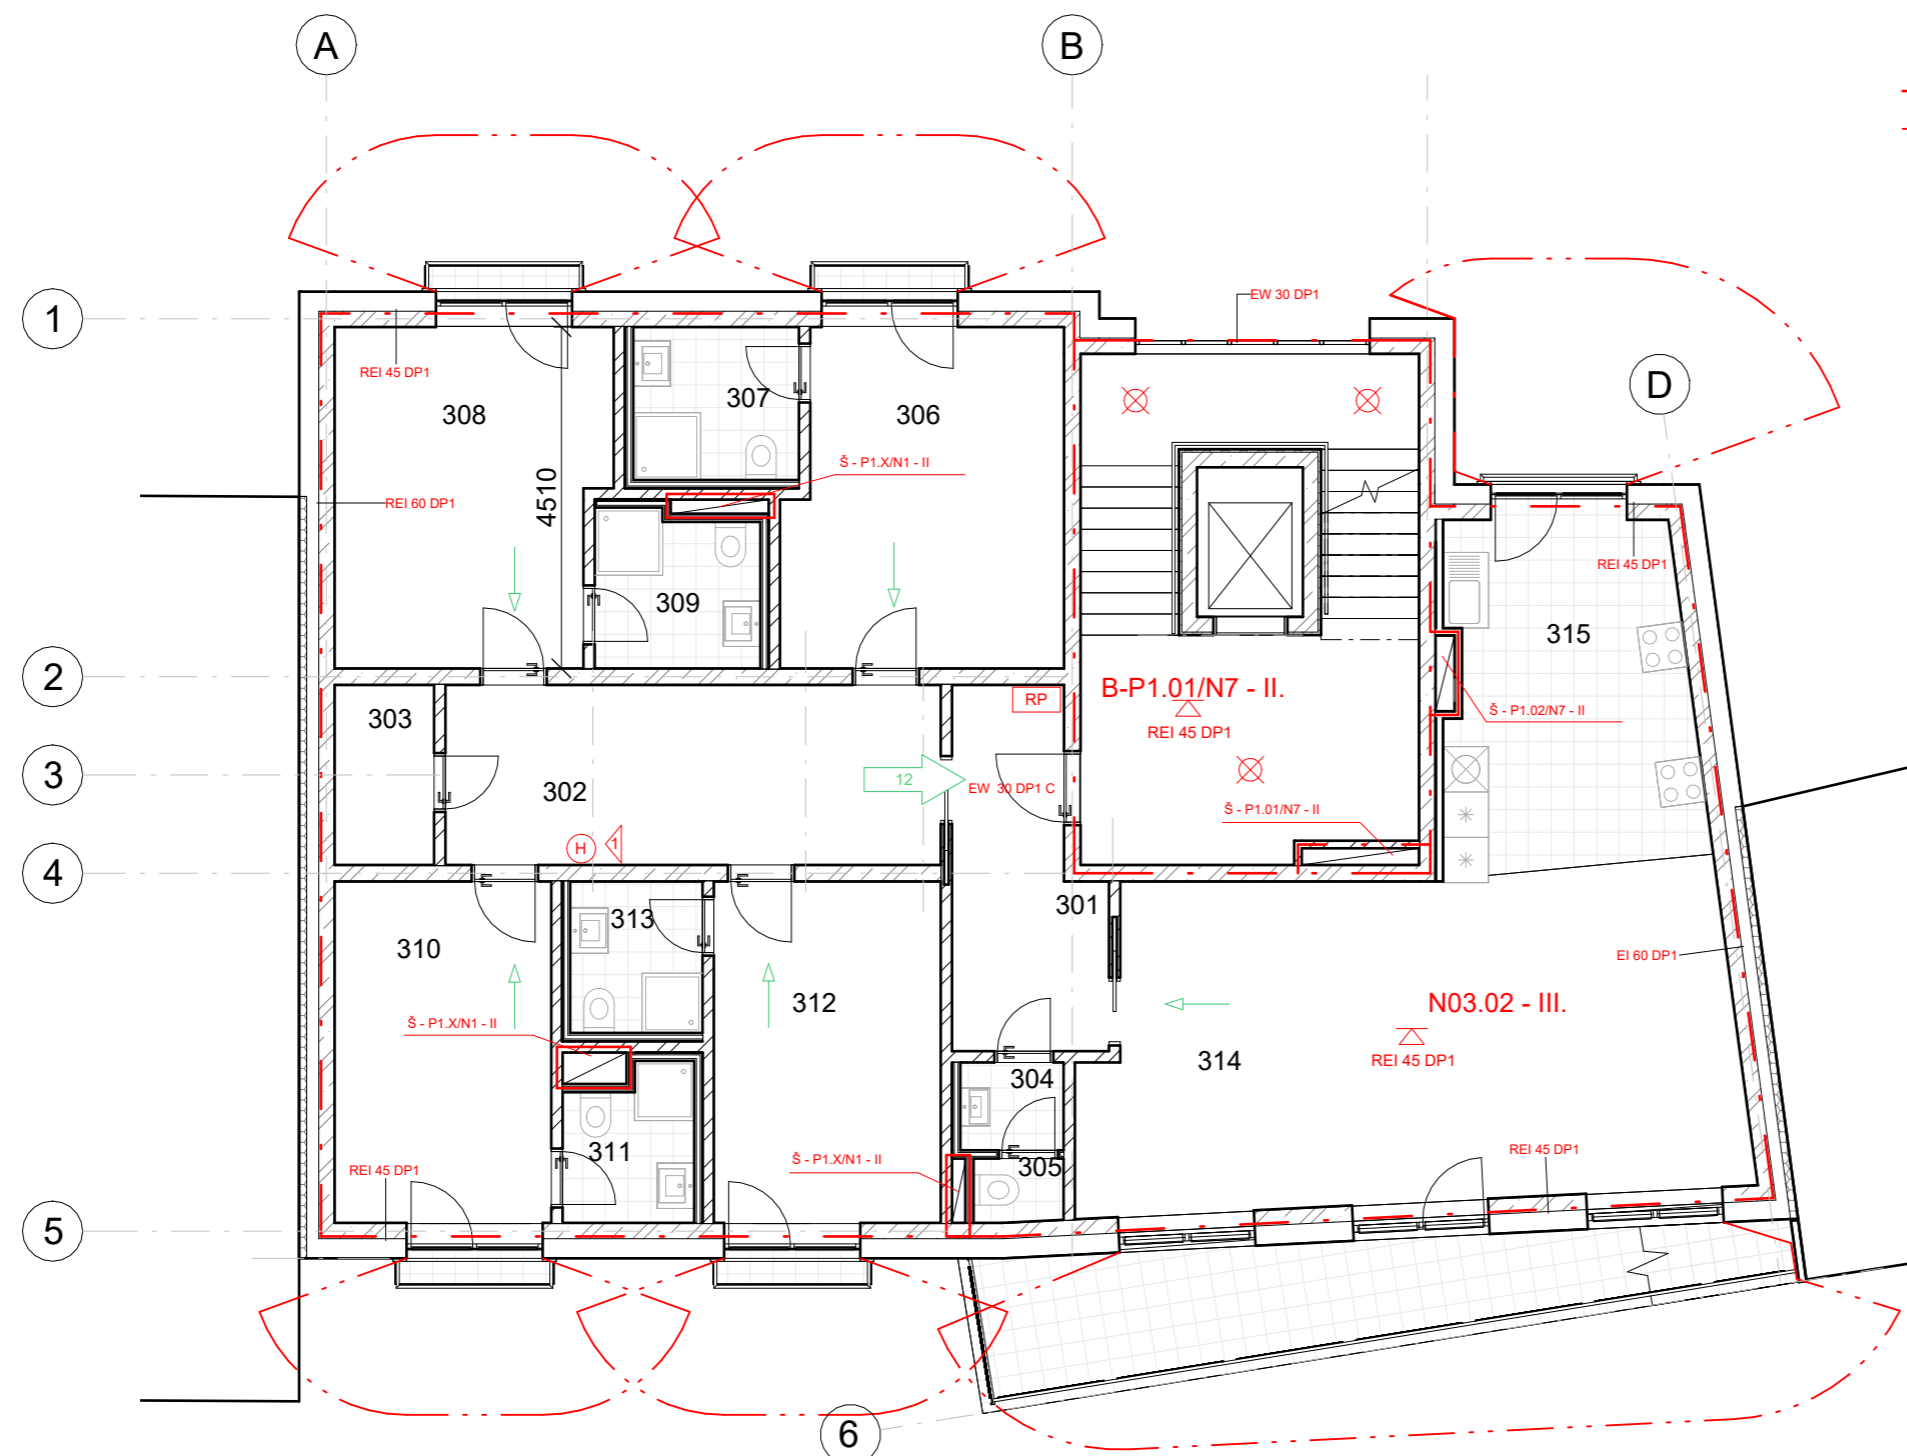 A
B
EW 30 DP1
1
D
REI 45 DP1
308
307
306
Š - P1.X/N1 - II
REI 60 DP1
4510
REI 45 DP1
309
315
2
B-P1.01/N7 - II.
RP
303
Š - P1.02/N7 - II
REI 45 DP1
3
302
12
EW 30 DP1 C
Š - P1.01/N7 - II
H
1
4
301
313
310
EI 60 DP1
312
N03.02 - III.
Š - P1.X/N1 - II
REI 45 DP1
314
304
311
REI 45 DP1
Š - P1.X/N1 - II
305
REI 45 DP1
5
6